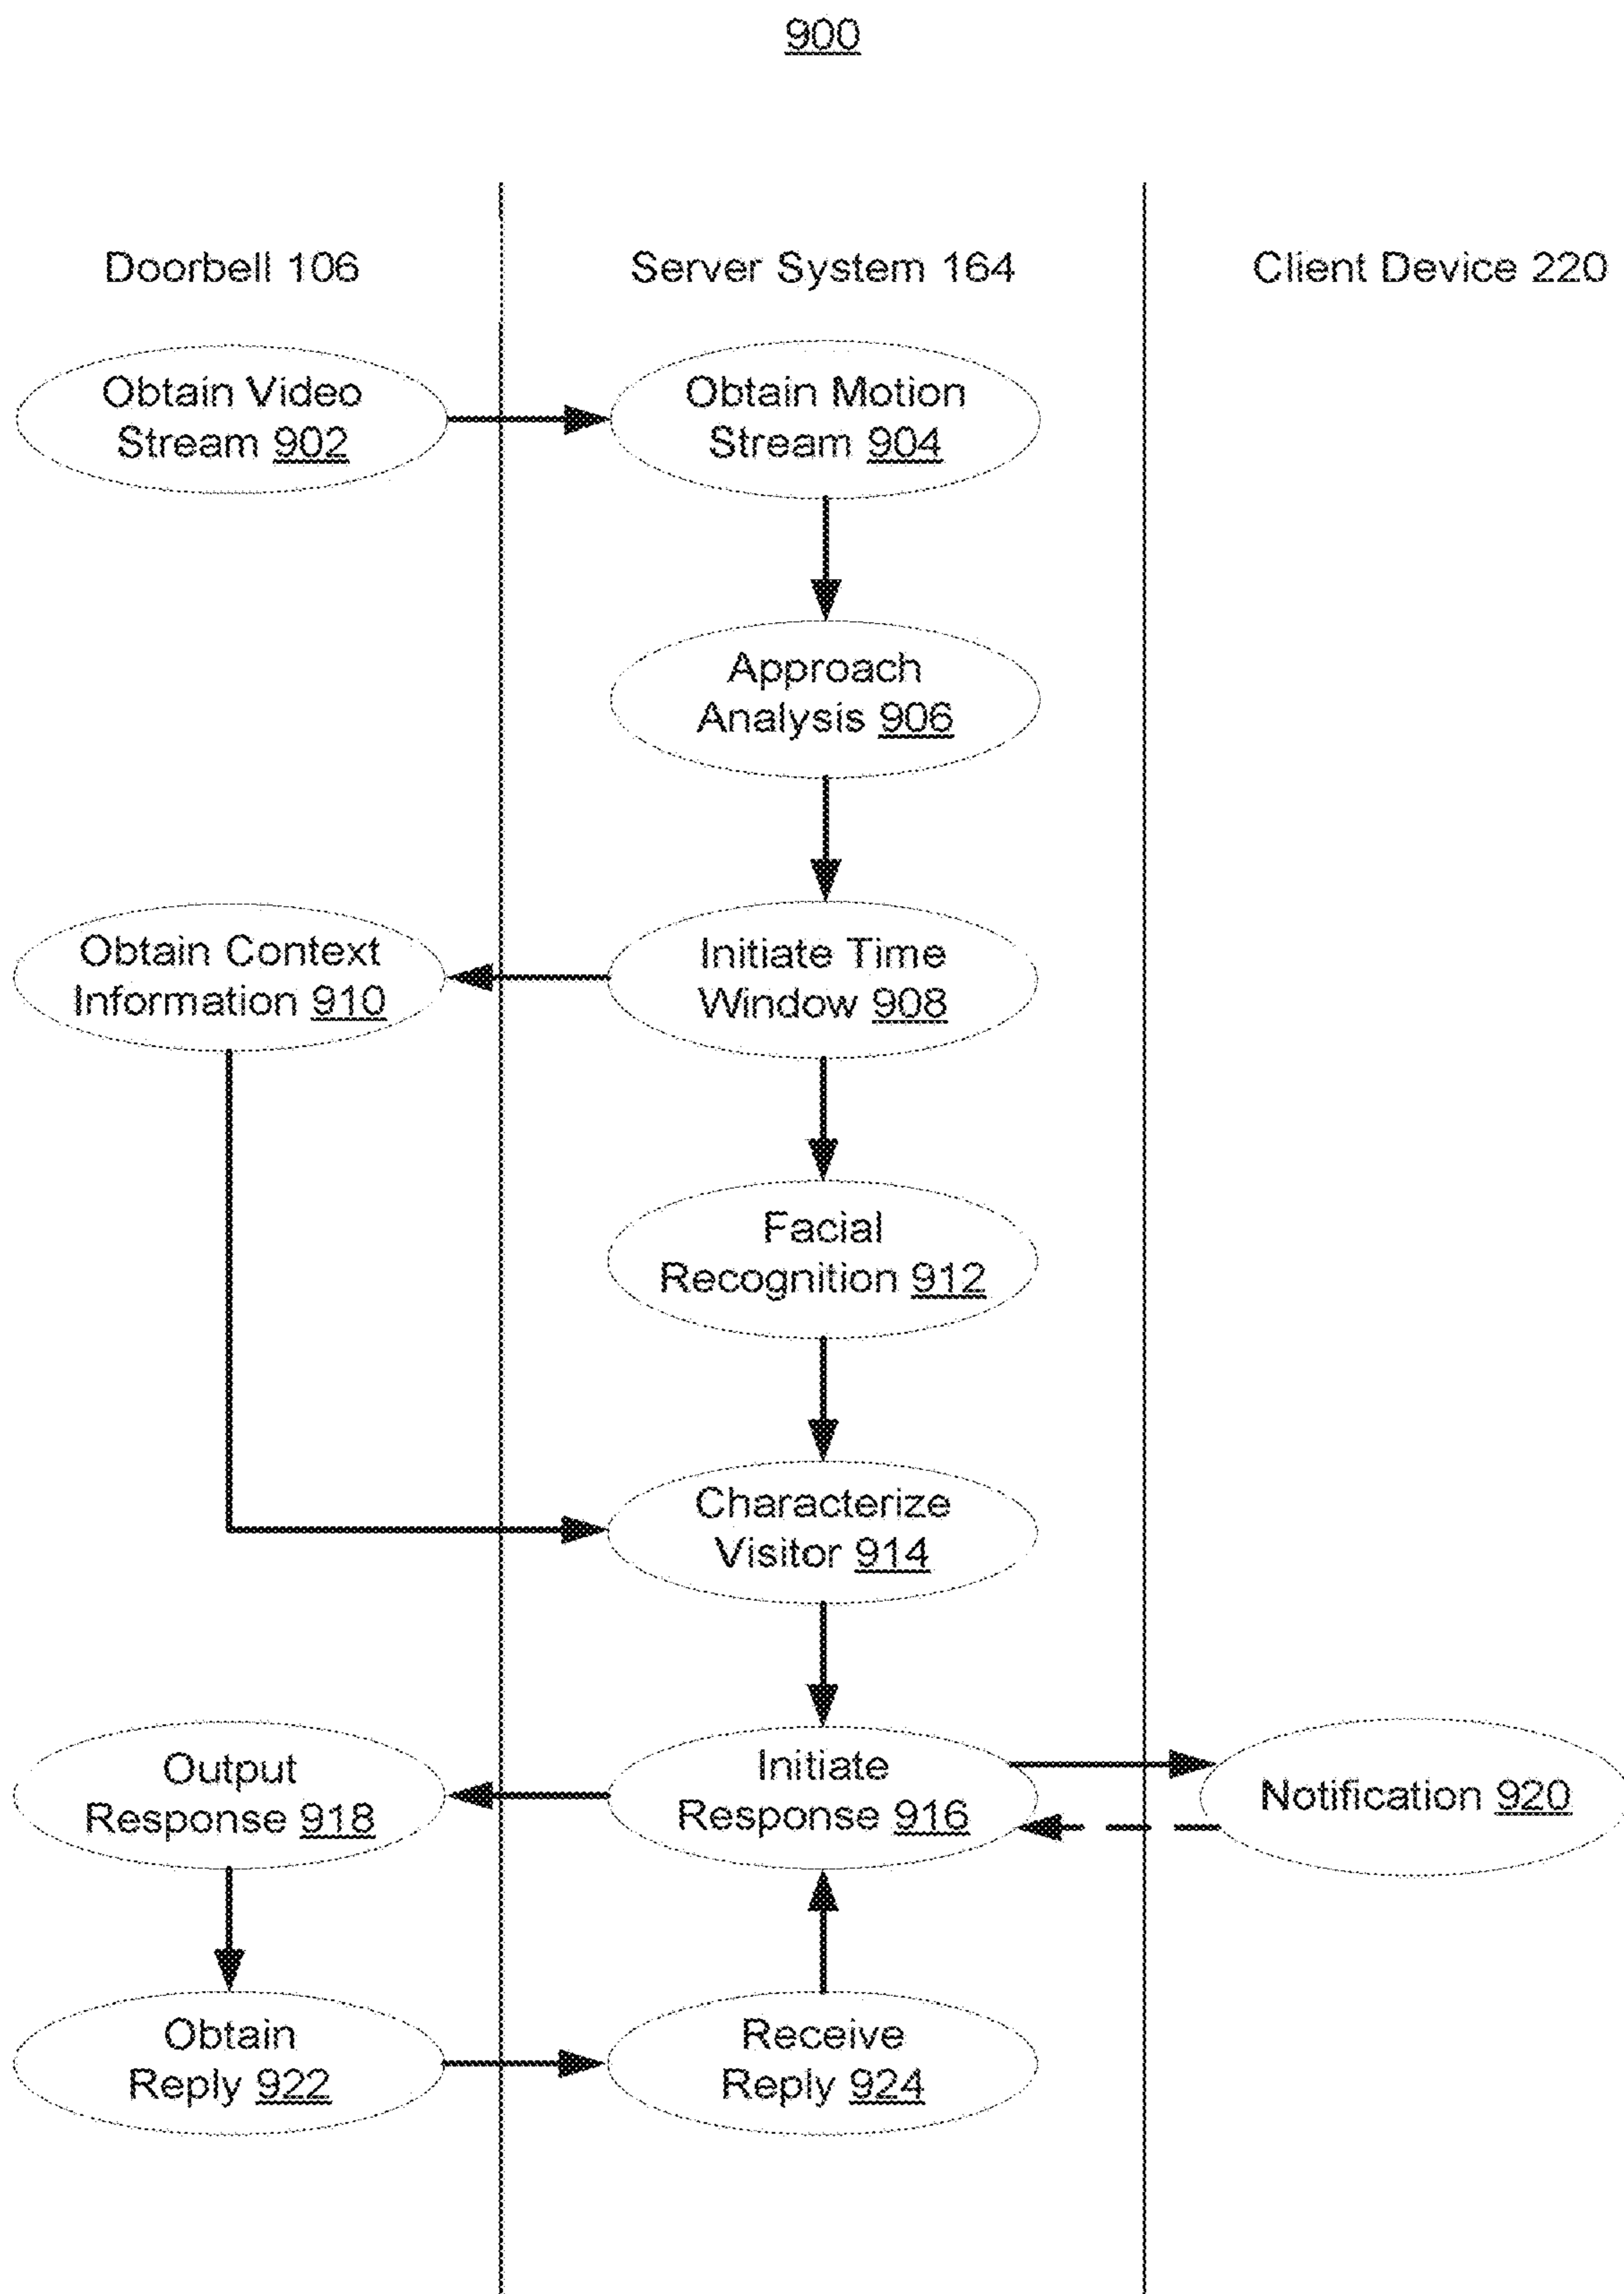 900
Doorbell 106
Server System 164
Client Device 220
Obtain Video
Stream 902
Obtain Motion
Stream 904
Approach
Analysis 906
Obtain Context
Information 910
Initiate Time
Window 908
Facial
Recognition 912
Characterize
Visitor 914
Output
Response 918
Initiate
Response 916
Notification 920
Obtain
Reply 922
Receive
Reply 924